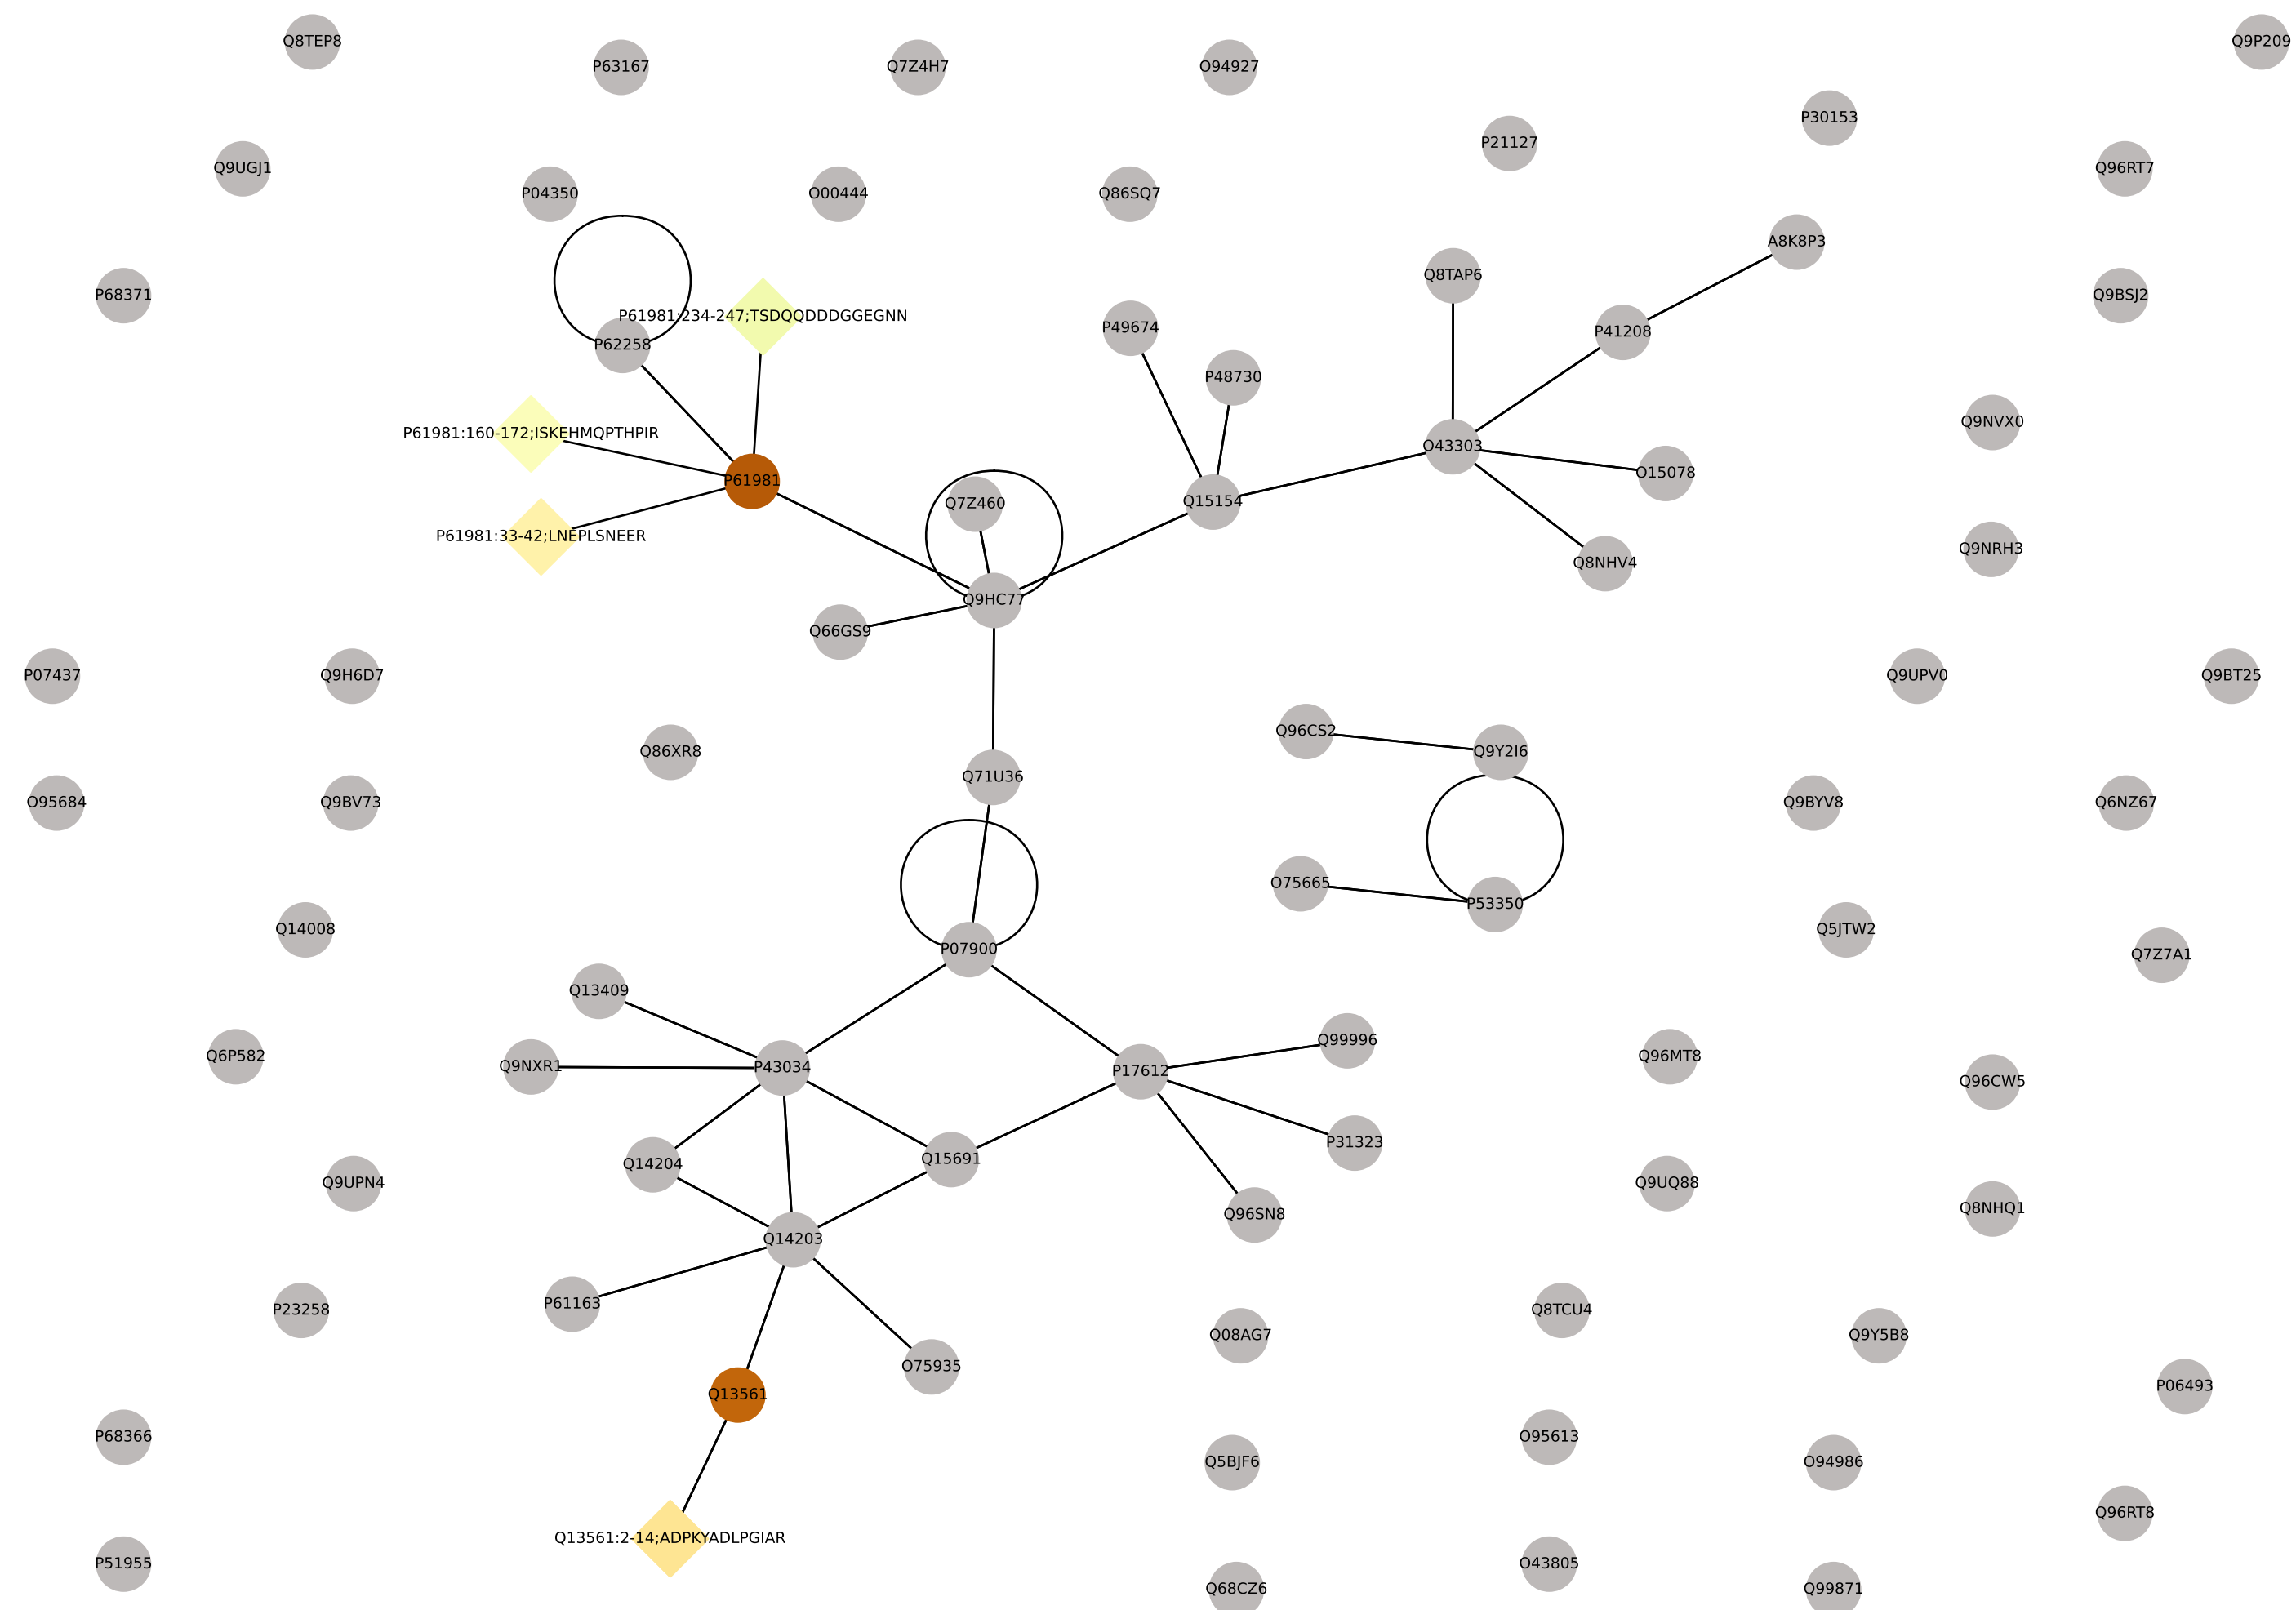 Q8TEP8
Q9P209
P63167
Q7Z4H7
O94927
P30153
P21127
Q9UGJ1
Q96RT7
P04350
O00444
Q86SQ7
A8K8P3
Q8TAP6
P68371
Q9BSJ2
P61981:234-247;TSDQQDDDGGEGNN
P49674
P41208
P62258
P48730
Q9NVX0
P61981:160-172;ISKEHMQPTHPIR
O43303
O15078
P61981
Q15154
Q7Z460
P61981:33-42;LNEPLSNEER
Q9NRH3
Q8NHV4
Q9HC77
Q66GS9
P07437
Q9H6D7
Q9UPV0
Q9BT25
Q96CS2
Q86XR8
Q9Y2I6
Q71U36
O95684
Q9BV73
Q9BYV8
Q6NZ67
O75665
P53350
Q14008
Q5JTW2
P07900
Q7Z7A1
Q13409
Q99996
Q6P582
Q96MT8
Q9NXR1
P43034
P17612
Q96CW5
P31323
Q15691
Q14204
Q9UPN4
Q9UQ88
Q8NHQ1
Q96SN8
Q14203
P61163
P23258
Q8TCU4
Q08AG7
Q9Y5B8
O75935
P06493
Q13561
P68366
O95613
Q5BJF6
O94986
Q96RT8
Q13561:2-14;ADPKYADLPGIAR
P51955
O43805
Q68CZ6
Q99871